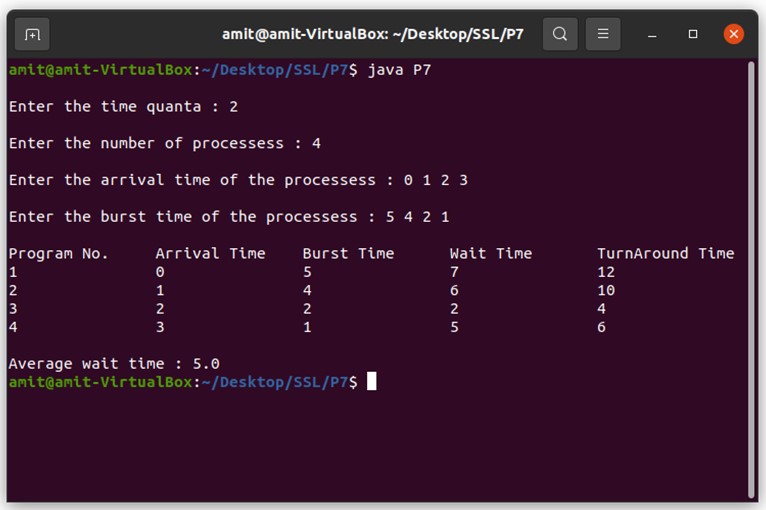 amit@amit-VirtualBox: ~/Desktop/SSL/P7
amit@amit-VirtualBox:~/Desktop/SSL/P7$ java P7
Enter the time quanta : 2
Enter the number of processess : 4
Enter the arrival time of the processess : 0 1 2 3
Enter the burst time of the processess : 5 4 2 1
Program No. Arrival Time Burst Time Wait Time TurnAround Time
1 0 5 7 12
2 1 4 6 10
3 2 2 2 4
4 3 1 5 6
Average wait time : 5.0
amit@amit-VirtualBox:~/Desktop/SSL/P7$